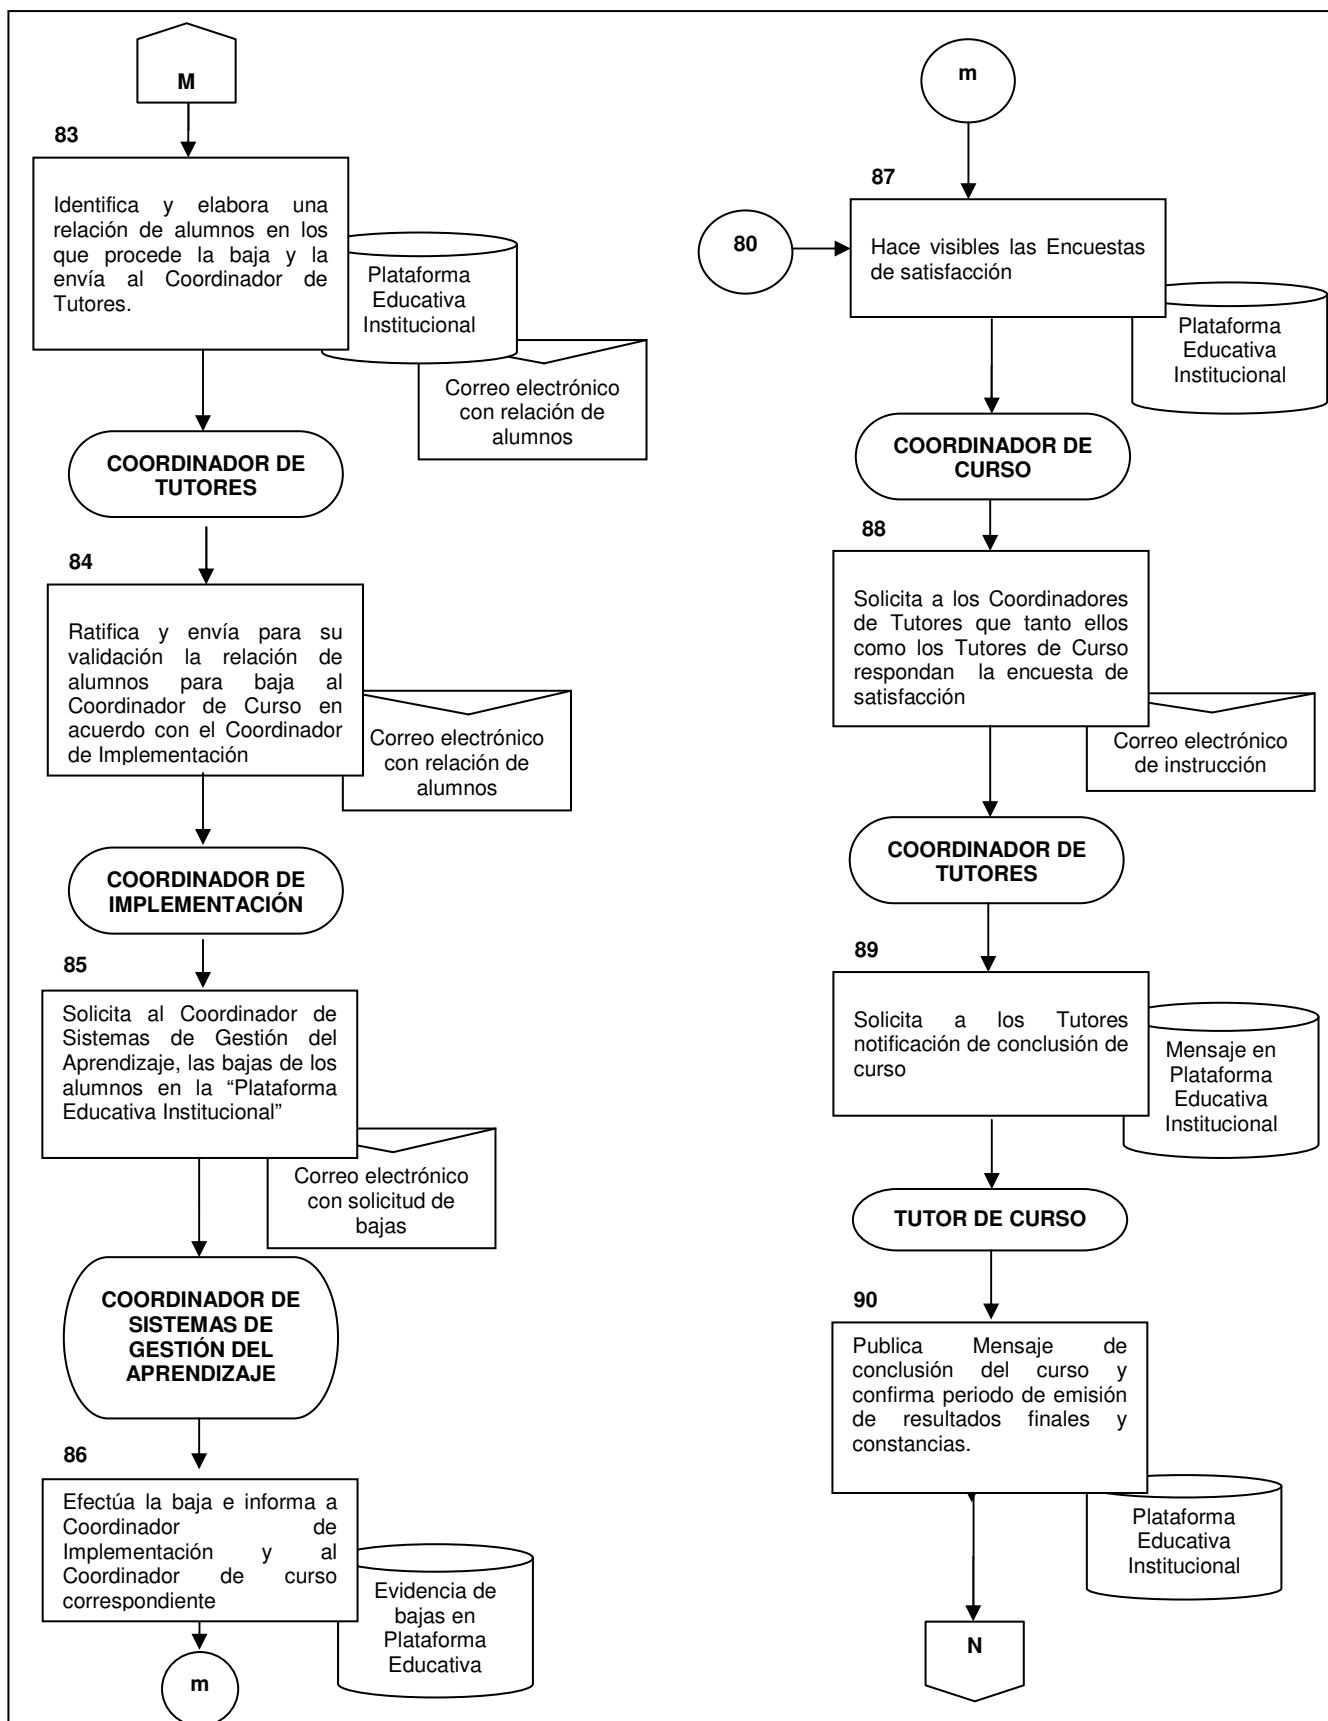 M
83
Identifica y elabora una
relación de alumnos en los
que procede la baja y la
envía al Coordinador de
Tutores.
Plataforma
Educativa
Institucional
Correo electrónico
con relación de
alumnos
COORDINADOR DE
TUTORES
84
Ratifica y envía para su
validación la relación de
alumnos para baja al
Coordinador de Curso en
acuerdo con el Coordinador
de Implementación
Correo electrónico
con relación de
alumnos
COORDINADOR DE
IMPLEMENTACIÓN
85
Solicita al Coordinador de
Sistemas de Gestión del
Aprendizaje, las bajas de los
alumnos en la “Plataforma
Educativa Institucional”
Correo electrónico
con solicitud de
bajas
COORDINADOR DE
SISTEMAS DE
GESTIÓN DEL
APRENDIZAJE
86
Efectúa la baja e informa a
Coordinador de
Implementación y al
Coordinador de curso
correspondiente
Evidencia de
bajas en
Plataforma
Educativa
m
m
87
80
Hace visibles las Encuestas
de satisfacción
Plataforma
Educativa
Institucional
COORDINADOR DE
CURSO
88
Solicita a los Coordinadores
de Tutores que tanto ellos
como los Tutores de Curso
respondan la encuesta de
satisfacción
Correo electrónico
de instrucción
COORDINADOR DE
TUTORES
89
Solicita a los Tutores
notificación de conclusión de
curso
Mensaje en
Plataforma
Educativa
Institucional
TUTOR DE CURSO
90
Publica Mensaje de
conclusión del curso y
confirma periodo de emisión
de resultados finales y
constancias.
Plataforma
Educativa
Institucional
N